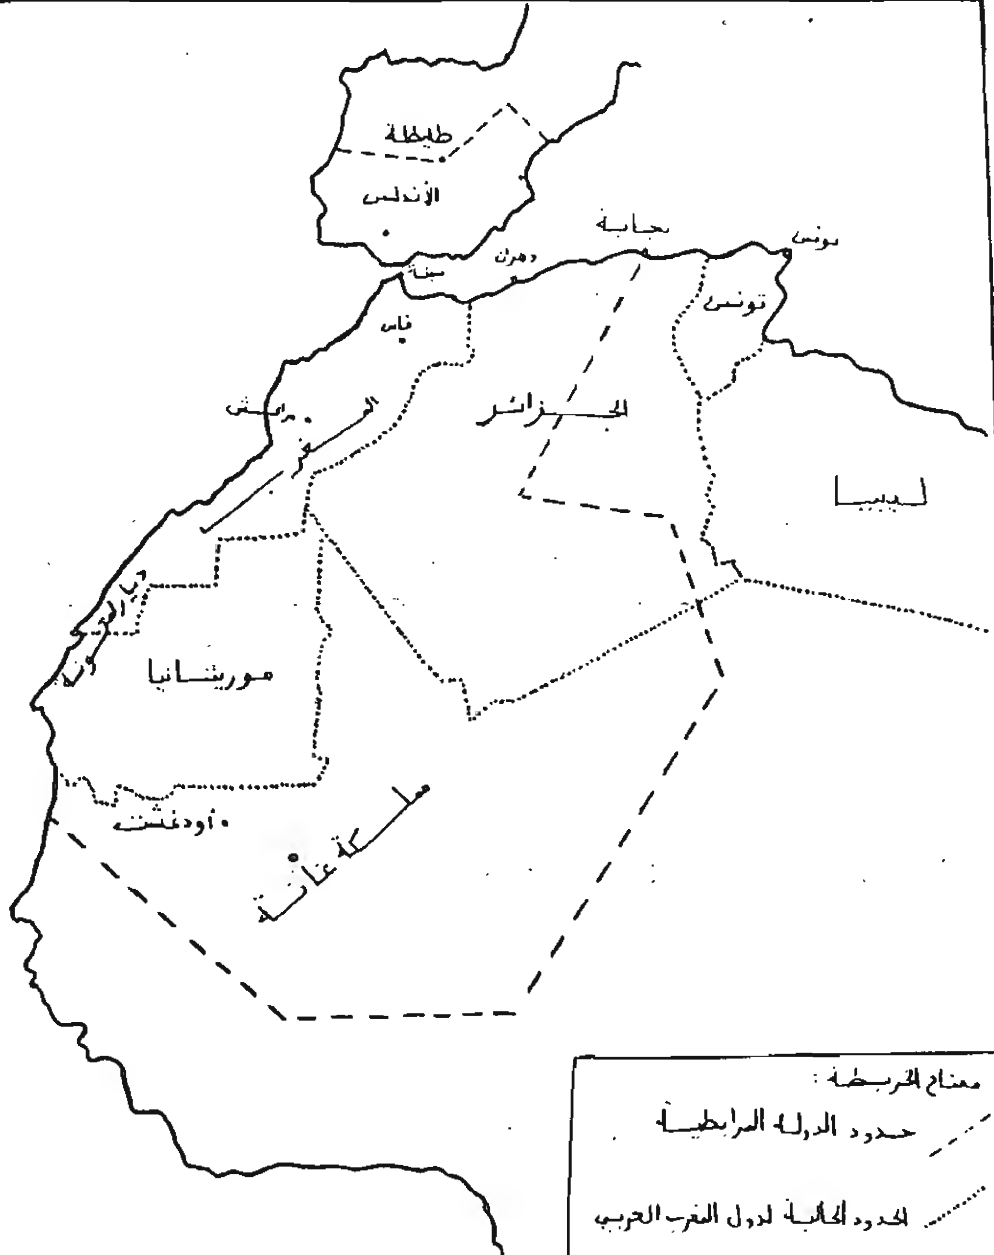 طليطلة
الأندلس
بجاية
تونس
وهران
سبتة
تونس
فاس
الجزائر
مراكش
المغرب
ليبيا
موريتانيا
أودغشت
مملكة غانة
مفتاح الخريطة :
حدود الدولة المرابطية
الحدود الحالية لدول المغرب العربي